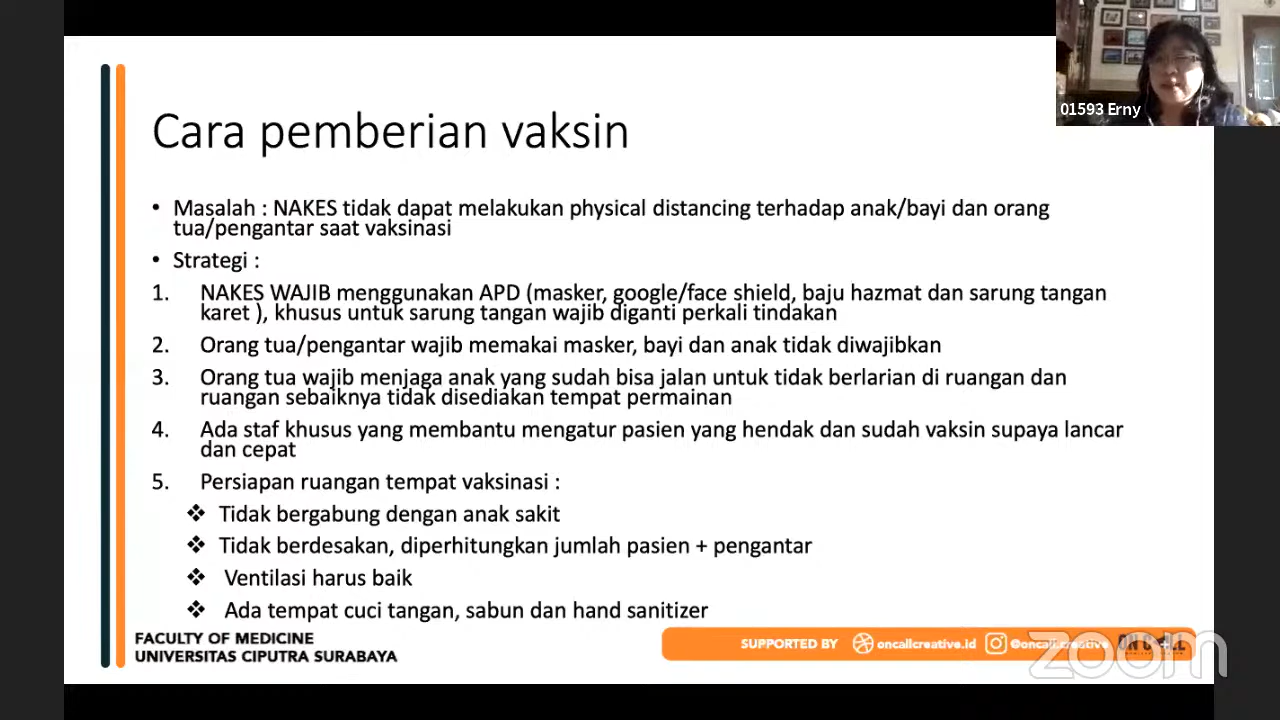 01593 Erny
Cara pemberian vaksin
• Masalah : NAKES tidak dapat melakukan physical distancing terhadap anak/bayi dan orang
tua/pengantar saat vaksinasi
• Strategi :
1. NAKES WAJIB menggunakan APD (masker, google/face shield, baju hazmat dan sarung tangan
karet ), khusus untuk sarung tangan wajib diganti perkali tindakan
2. Orang tua/pengantar wajib memakai masker, bayi dan anak tidak diwajibkan
3. Orang tua wajib menjaga anak yang sudah bisa jalan untuk tidak berlarian di ruangan dan
ruangan sebaiknya tidak disediakan tempat permainan
4. Ada staf khusus yang membantu mengatur pasien yang hendak dan sudah vaksin supaya lancar
dan cepat
5. Persiapan ruangan tempat vaksinasi :
❖ Tidak bergabung dengan anak sakit
❖ Tidak berdesakan, diperhitungkan jumlah pasien + pengantar
❖ Ventilasi harus baik
❖ Ada tempat cuci tangan, sabun dan hand sanitizer
FACULTY OF MEDICINE
UNIVERSITAS CIPUTRA SURABAYA
SUPPORTED BY oncallcreative.id @oncallcreative ON CALL
zoom